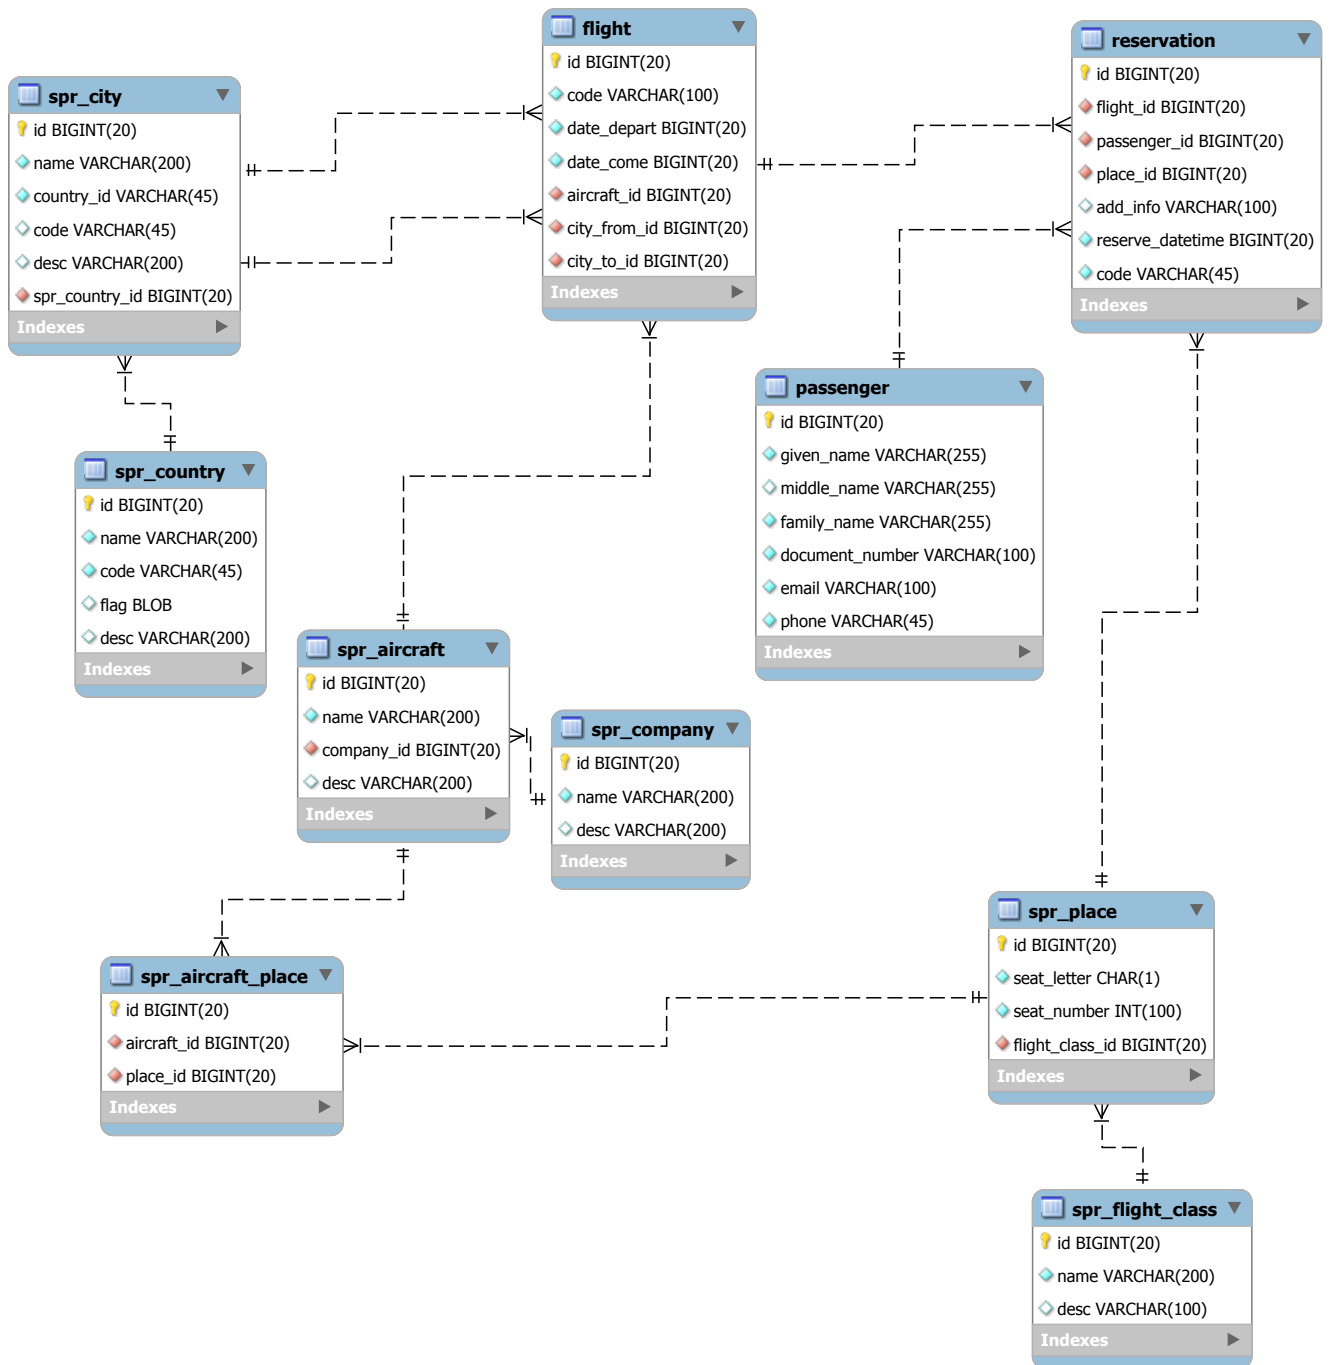 flight
id BIGINT(20)
code VARCHAR(100)
date_depart BIGINT(20)
date_come BIGINT(20)
aircraft_id BIGINT(20)
city_from_id BIGINT(20)
city_to_id BIGINT(20)
Indexes
reservation
id BIGINT(20)
flight_id BIGINT(20)
passenger_id BIGINT(20)
place_id BIGINT(20)
add_info VARCHAR(100)
reserve_datetime BIGINT(20)
code VARCHAR(45)
Indexes
spr_city
id BIGINT(20)
name VARCHAR(200)
country_id VARCHAR(45)
code VARCHAR(45)
desc VARCHAR(200)
spr_country_id BIGINT(20)
Indexes
passenger
id BIGINT(20)
given_name VARCHAR(255)
middle_name VARCHAR(255)
family_name VARCHAR(255)
document_number VARCHAR(100)
email VARCHAR(100)
phone VARCHAR(45)
Indexes
spr_country
id BIGINT(20)
name VARCHAR(200)
code VARCHAR(45)
flag BLOB
desc VARCHAR(200)
Indexes
spr_aircraft
id BIGINT(20)
name VARCHAR(200)
company_id BIGINT(20)
desc VARCHAR(200)
Indexes
spr_company
id BIGINT(20)
name VARCHAR(200)
desc VARCHAR(200)
Indexes
spr_place
id BIGINT(20)
seat_letter CHAR(1)
seat_number INT(100)
flight_class_id BIGINT(20)
Indexes
spr_aircraft_place
id BIGINT(20)
aircraft_id BIGINT(20)
place_id BIGINT(20)
Indexes
spr_flight_class
id BIGINT(20)
name VARCHAR(200)
desc VARCHAR(100)
Indexes